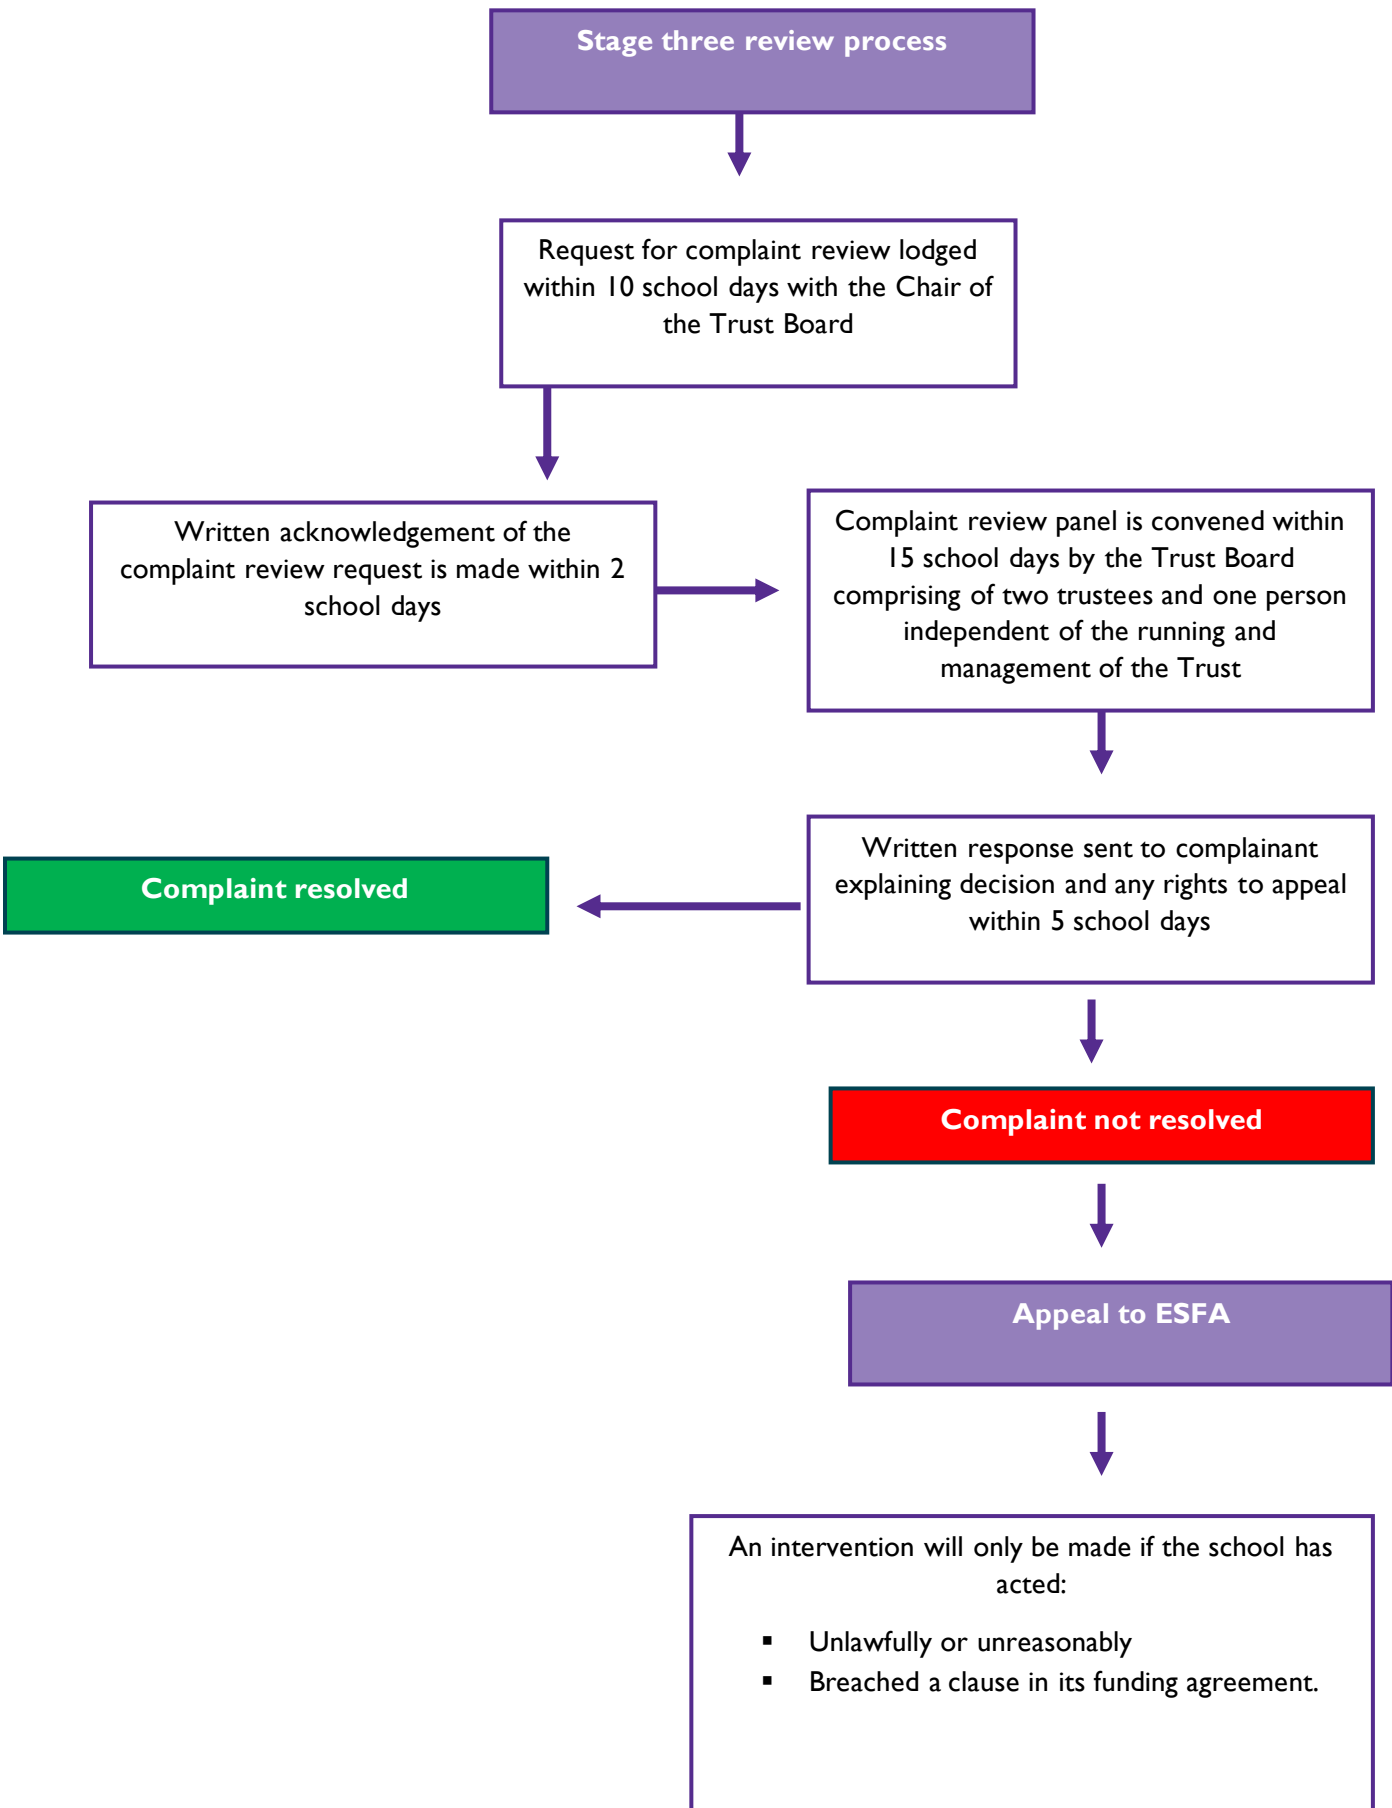 Stage three review process
Request for complaint review lodged
within 10 school days with the Chair of
the Trust Board
Written acknowledgement of the
complaint review request is made within 2
school days
Complaint review panel is convened within
15 school days by the Trust Board
comprising of two trustees and one person
independent of the running and
management of the Trust
Written response sent to complainant
explaining decision and any rights to appeal
within 5 school days
Complaint resolved
Complaint not resolved
Appeal to ESFA
An intervention will only be made if the school has
acted:
▪ Unlawfully or unreasonably
▪ Breached a clause in its funding agreement.